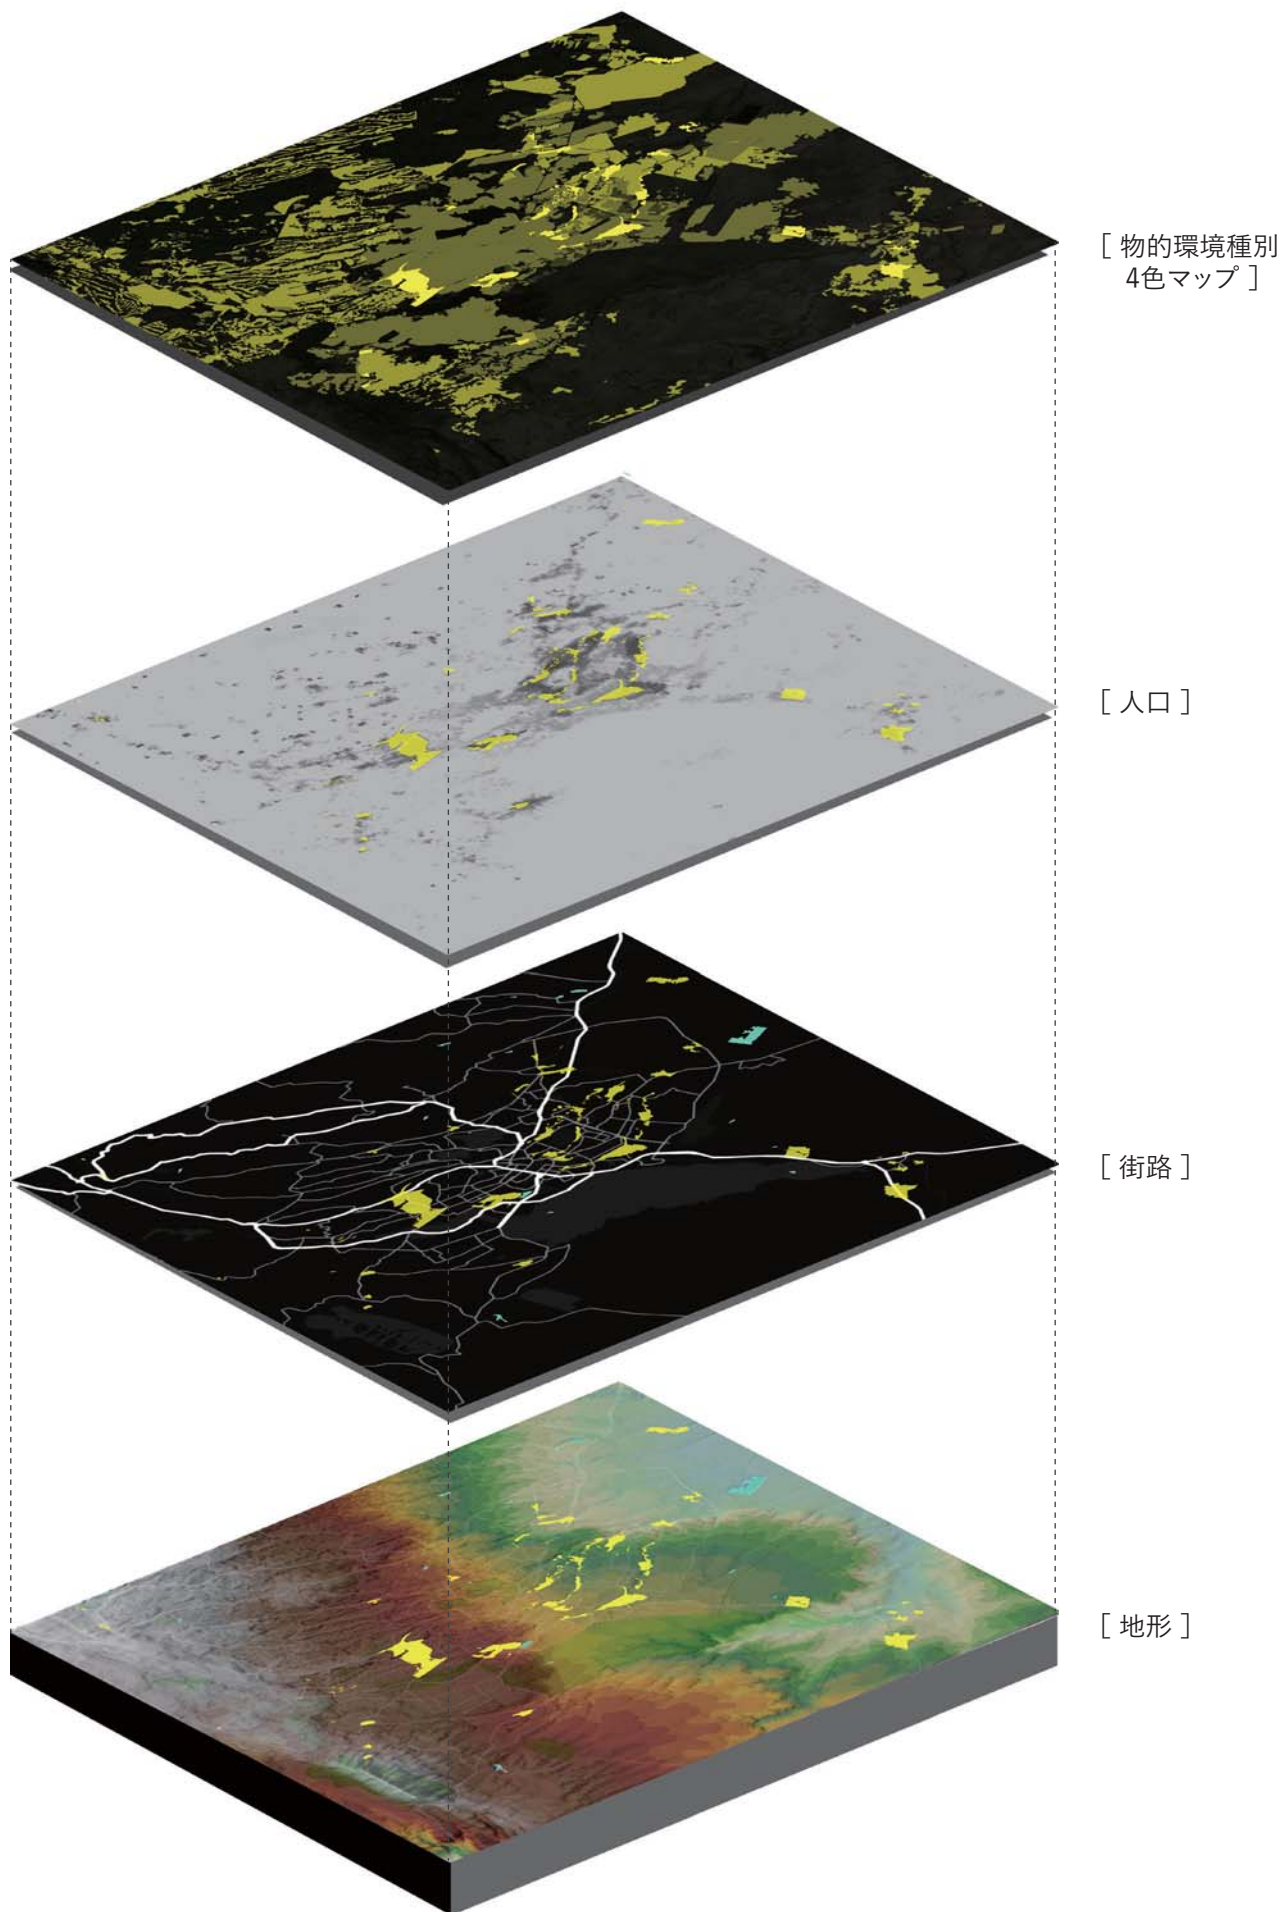 ［ 物的環境種別
4色マップ ］
［ 人口 ］
［ 街路 ］
［ 地形 ］